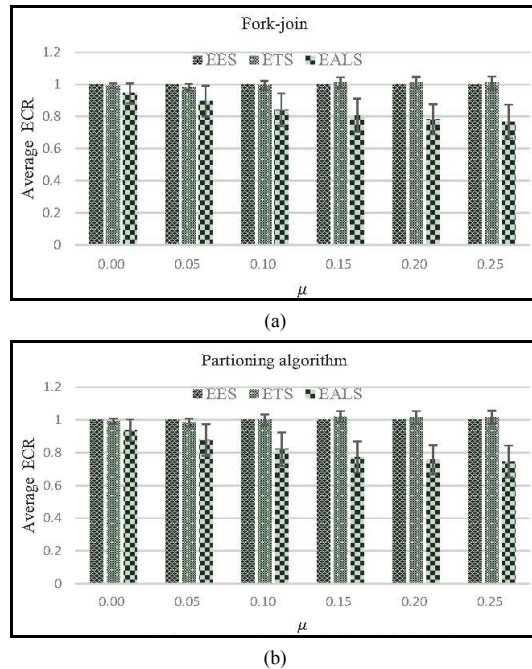 Fork-join
EES ETS EALS
1.2
1
0.8
0.6
0.4
0.2
0
Average ECR
0.00 0.05 0.10 0.15 0.20 0.25
μ
(a)
Partioning algorithm
EES ETS EALS
1.2
1
0.8
0.6
0.4
0.2
0
Average ECR
0.00 0.05 0.10 0.15 0.20 0.25
μ
(b)